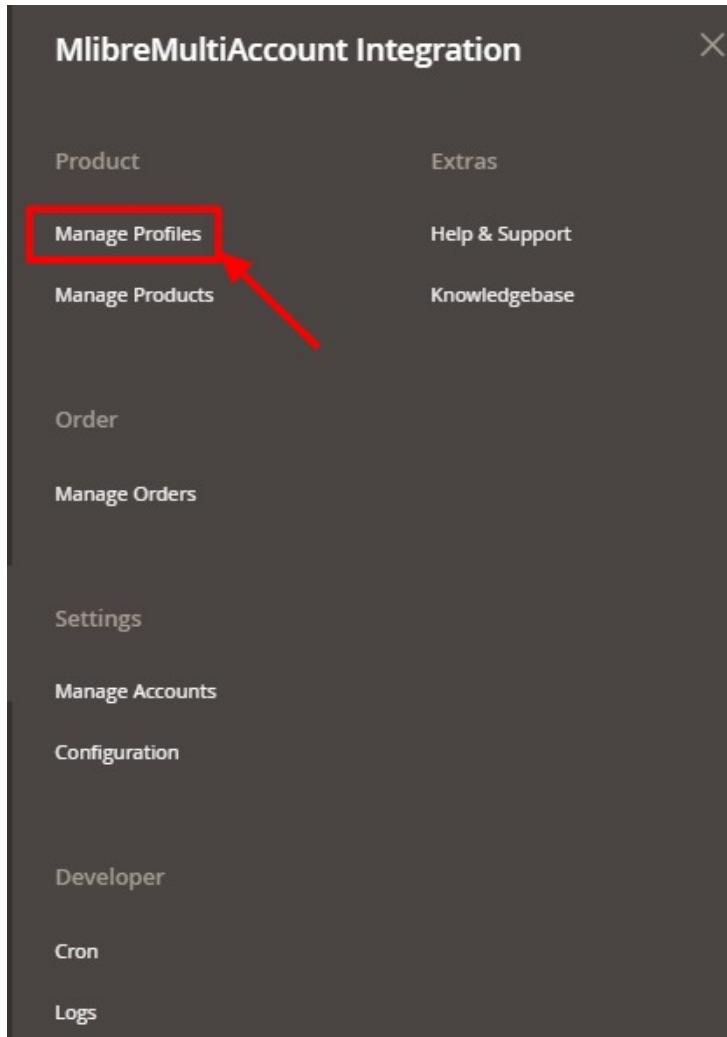 MlibreMultiAccount Integration
Product
Manage Profiles
Manage Products
Extras
Help & Support
Knowledgebase
Order
Manage Orders
Settings
Manage Accounts
Configuration
Developer
Cron
Logs